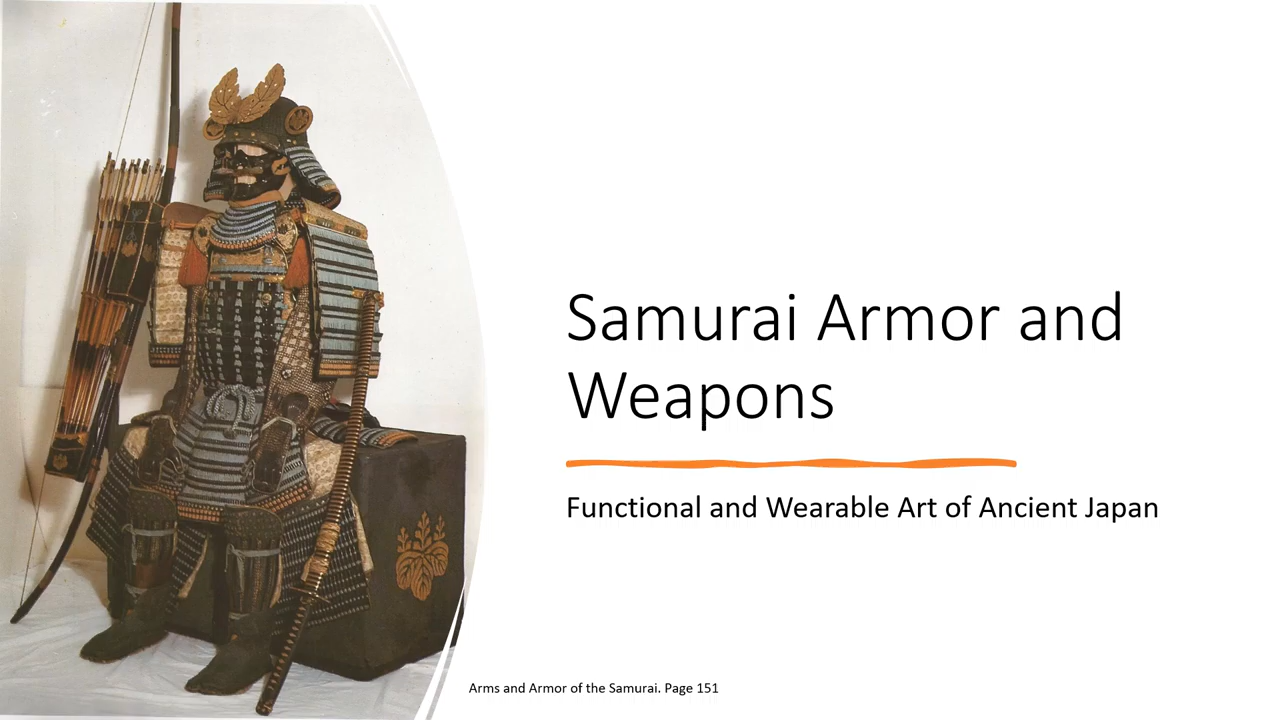 Samurai Armor and
Weapons
Functional and Wearable Art of Ancient Japan
Arms and Armor of the Samurai. Page 151